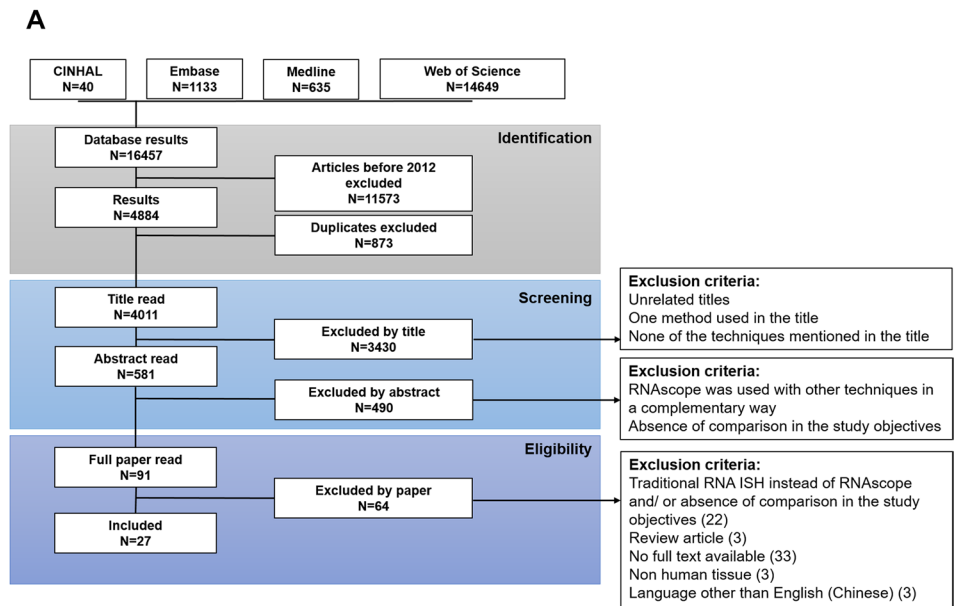 A
CINHAL
N=40
Embase
N=1133
Medline
N=635
Web of Science
N=14649
Identification
Database results
N=16457
Articles before 2012
excluded
N=11573
Results
N=4884
Duplicates excluded
N=873
Screening
Title read
N=4011
Excluded by title
N=3430
Exclusion criteria:
Unrelated titles
One method used in the title
None of the techniques mentioned in the title
Abstract read
N=581
Excluded by abstract
N=490
Exclusion criteria:
RNAscope was used with other techniques in
a complementary way
Absence of comparison in the study objectives
Eligibility
Full paper read
N=91
Excluded by paper
N=64
Included
N=27
Exclusion criteria:
Traditional RNA ISH instead of RNAscope
and/ or absence of comparison in the study
objectives (22)
Review article (3)
No full text available (33)
Non human tissue (3)
Language other than English (Chinese) (3)